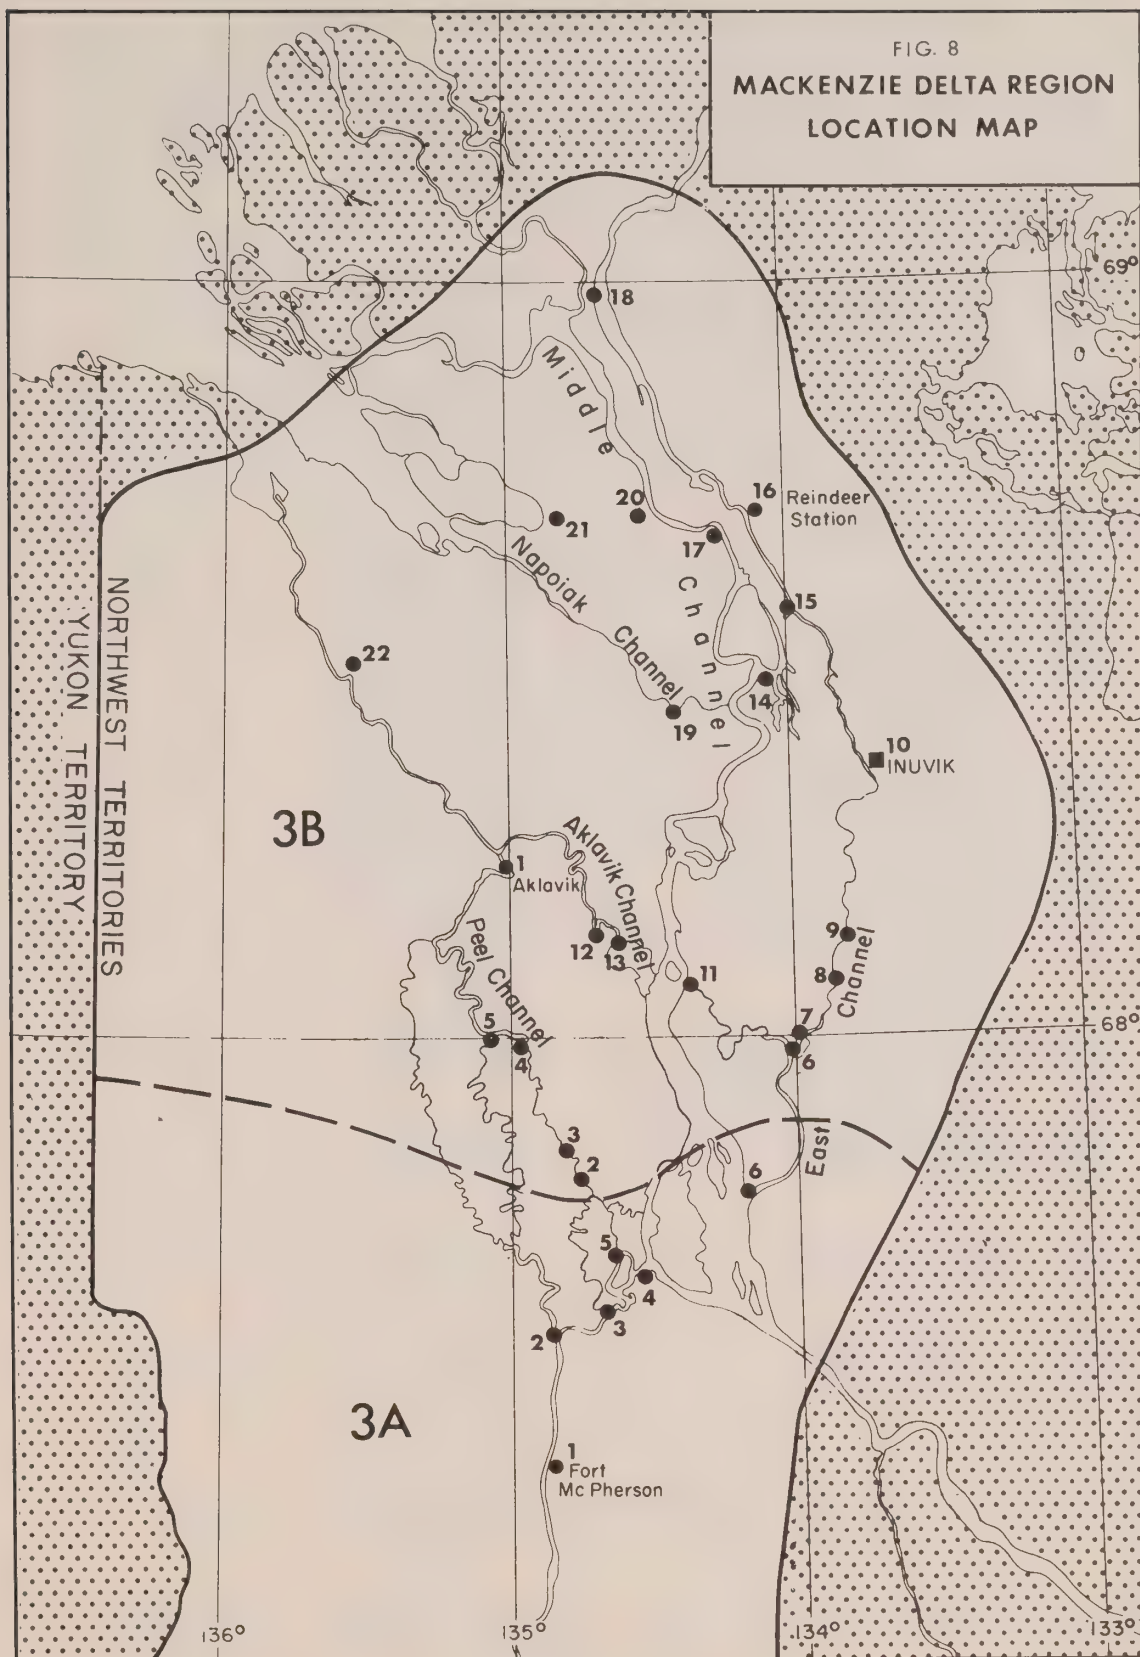 FIG. 8
MACKENZIE DELTA REGION
LOCATION MAP
69°
18
Middle
Channel
16
Reindeer
Station
20
21
17
Napoiak
Channel
15
22
14
19
10
INUVIK
NORTHWEST TERRITORIES
YUKON TERRITORY
3B
1
Aklavik
Aklavik Channel
Peel Channel
12
13
9
8
Channel
11
7
6
68°
5
4
3
2
East
6
5
4
3
2
3A
1
Fort
Mc Pherson
136°
135°
134°
133°